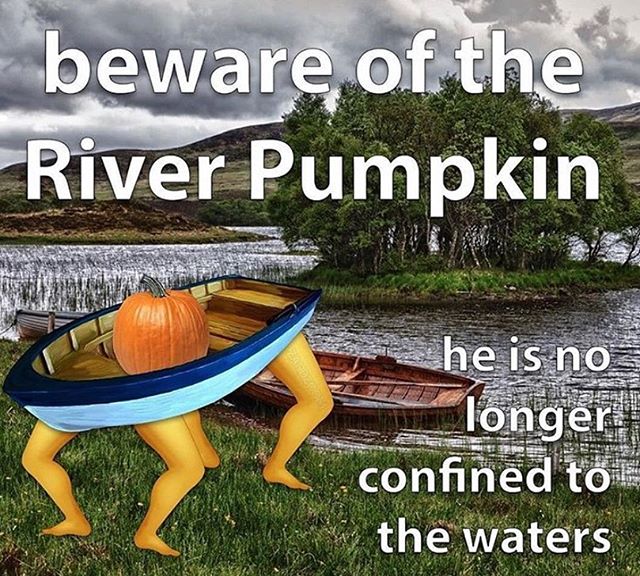 beware of the
River Pumpkin
he is no
longer
confined to
the waters